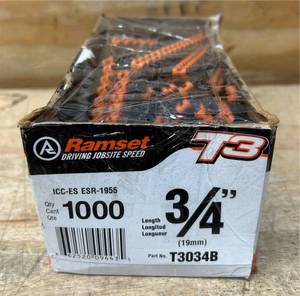 Ramset
T3
DRIVING JOBSITE SPEED
ICC-ES ESR-1955
Qty
Cant
Qte
1000
Length
Longitud
Longueur
3/4"
(19mm)
Part No. T3034B